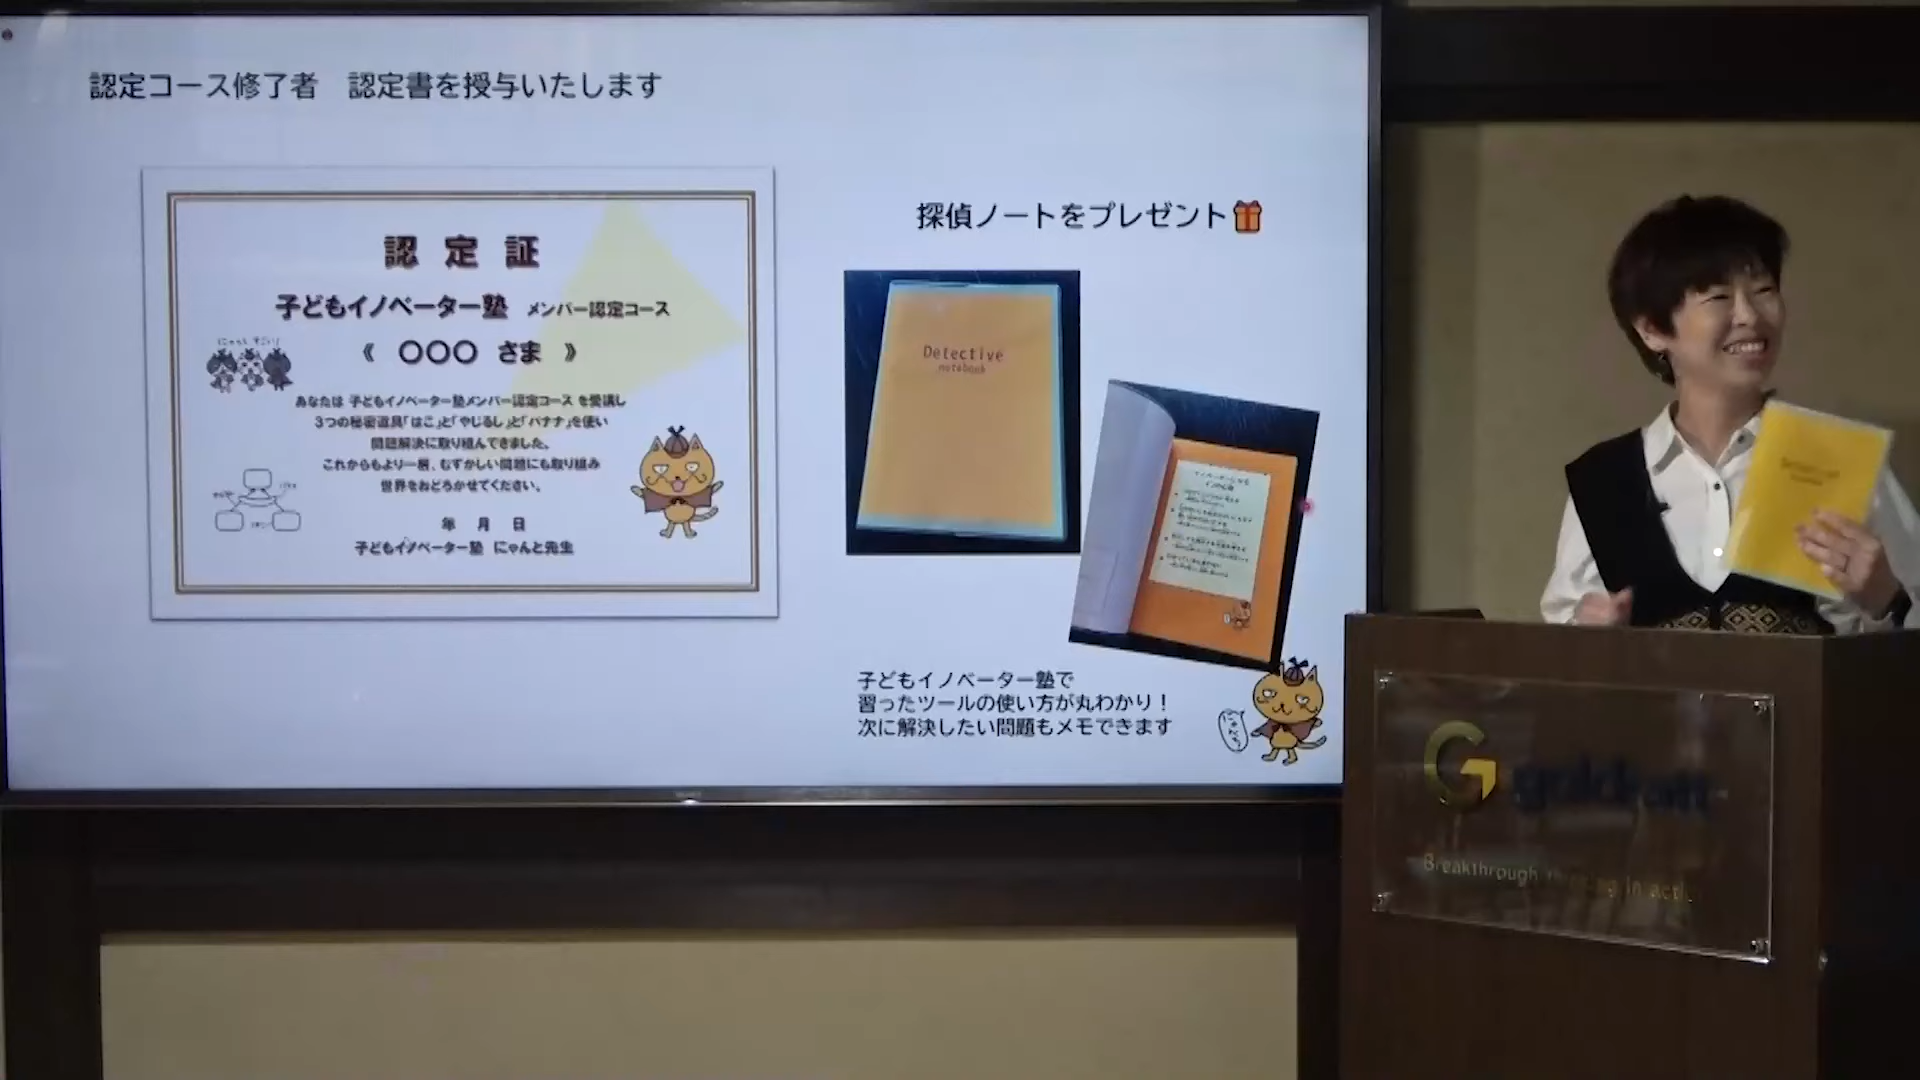 認定コース修了者　認定書を授与いたします
認 定 証
子どもイノベーター塾 メンバー認定コース
《 〇〇〇 さま 》
あなたは 子どもイノベーター塾メンバー認定コース を受講し
3つの秘密道具「はこ」と「やじるし」と「バナナ」を使い
問題解決に取り組んできました。
これからもより一層、むずかしい問題にも取り組み
世界をおどろかせてください。
年 月 日
子どもイノベーター塾 にゃんと先生
探偵ノートをプレゼント🎁
Detective
notebook
子どもイノベーター塾で
習ったツールの使い方が丸わかり！
次に解決したい問題もメモできます
G goldratt
Breakthrough thinking in action